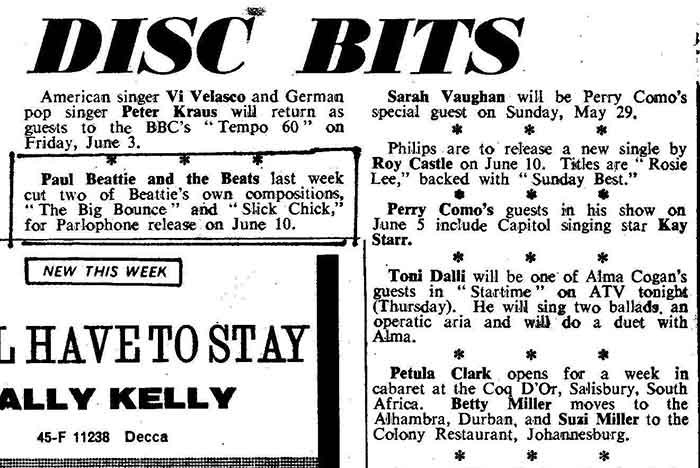 DISC BITS
American singer Vi Velasco and German
pop singer Peter Kraus will return as
guests to the BBC's "Tempo 60" on
Friday, June 3.
* * *
Paul Beattie and the Beats last week
cut two of Beattie's own compositions,
"The Big Bounce" and "Slick Chick,"
for Parlophone release on June 10.
NEW THIS WEEK
L HAVE TO STAY
ALLY KELLY
45-F 11238 Decca
Sarah Vaughan will be Perry Como's
special guest on Sunday, May 29.
* * *
Philips are to release a new single by
Roy Castle on June 10. Titles are "Rosie
Lee," backed with "Sunday Best."
* * *
Perry Como's guests in his show on
June 5 include Capitol singing star Kay
Starr.
* * *
Toni Dalli will be one of Alma Cogan's
guests in "Startime" on ATV tonight
(Thursday). He will sing two ballads, an
operatic aria and will do a duet with
Alma.
* * *
Petula Clark opens for a week in
cabaret at the Coq D'Or, Salisbury, South
Africa. Betty Miller moves to the
Alhambra, Durban, and Suzi Miller to the
Colony Restaurant, Johannesburg.
* * *